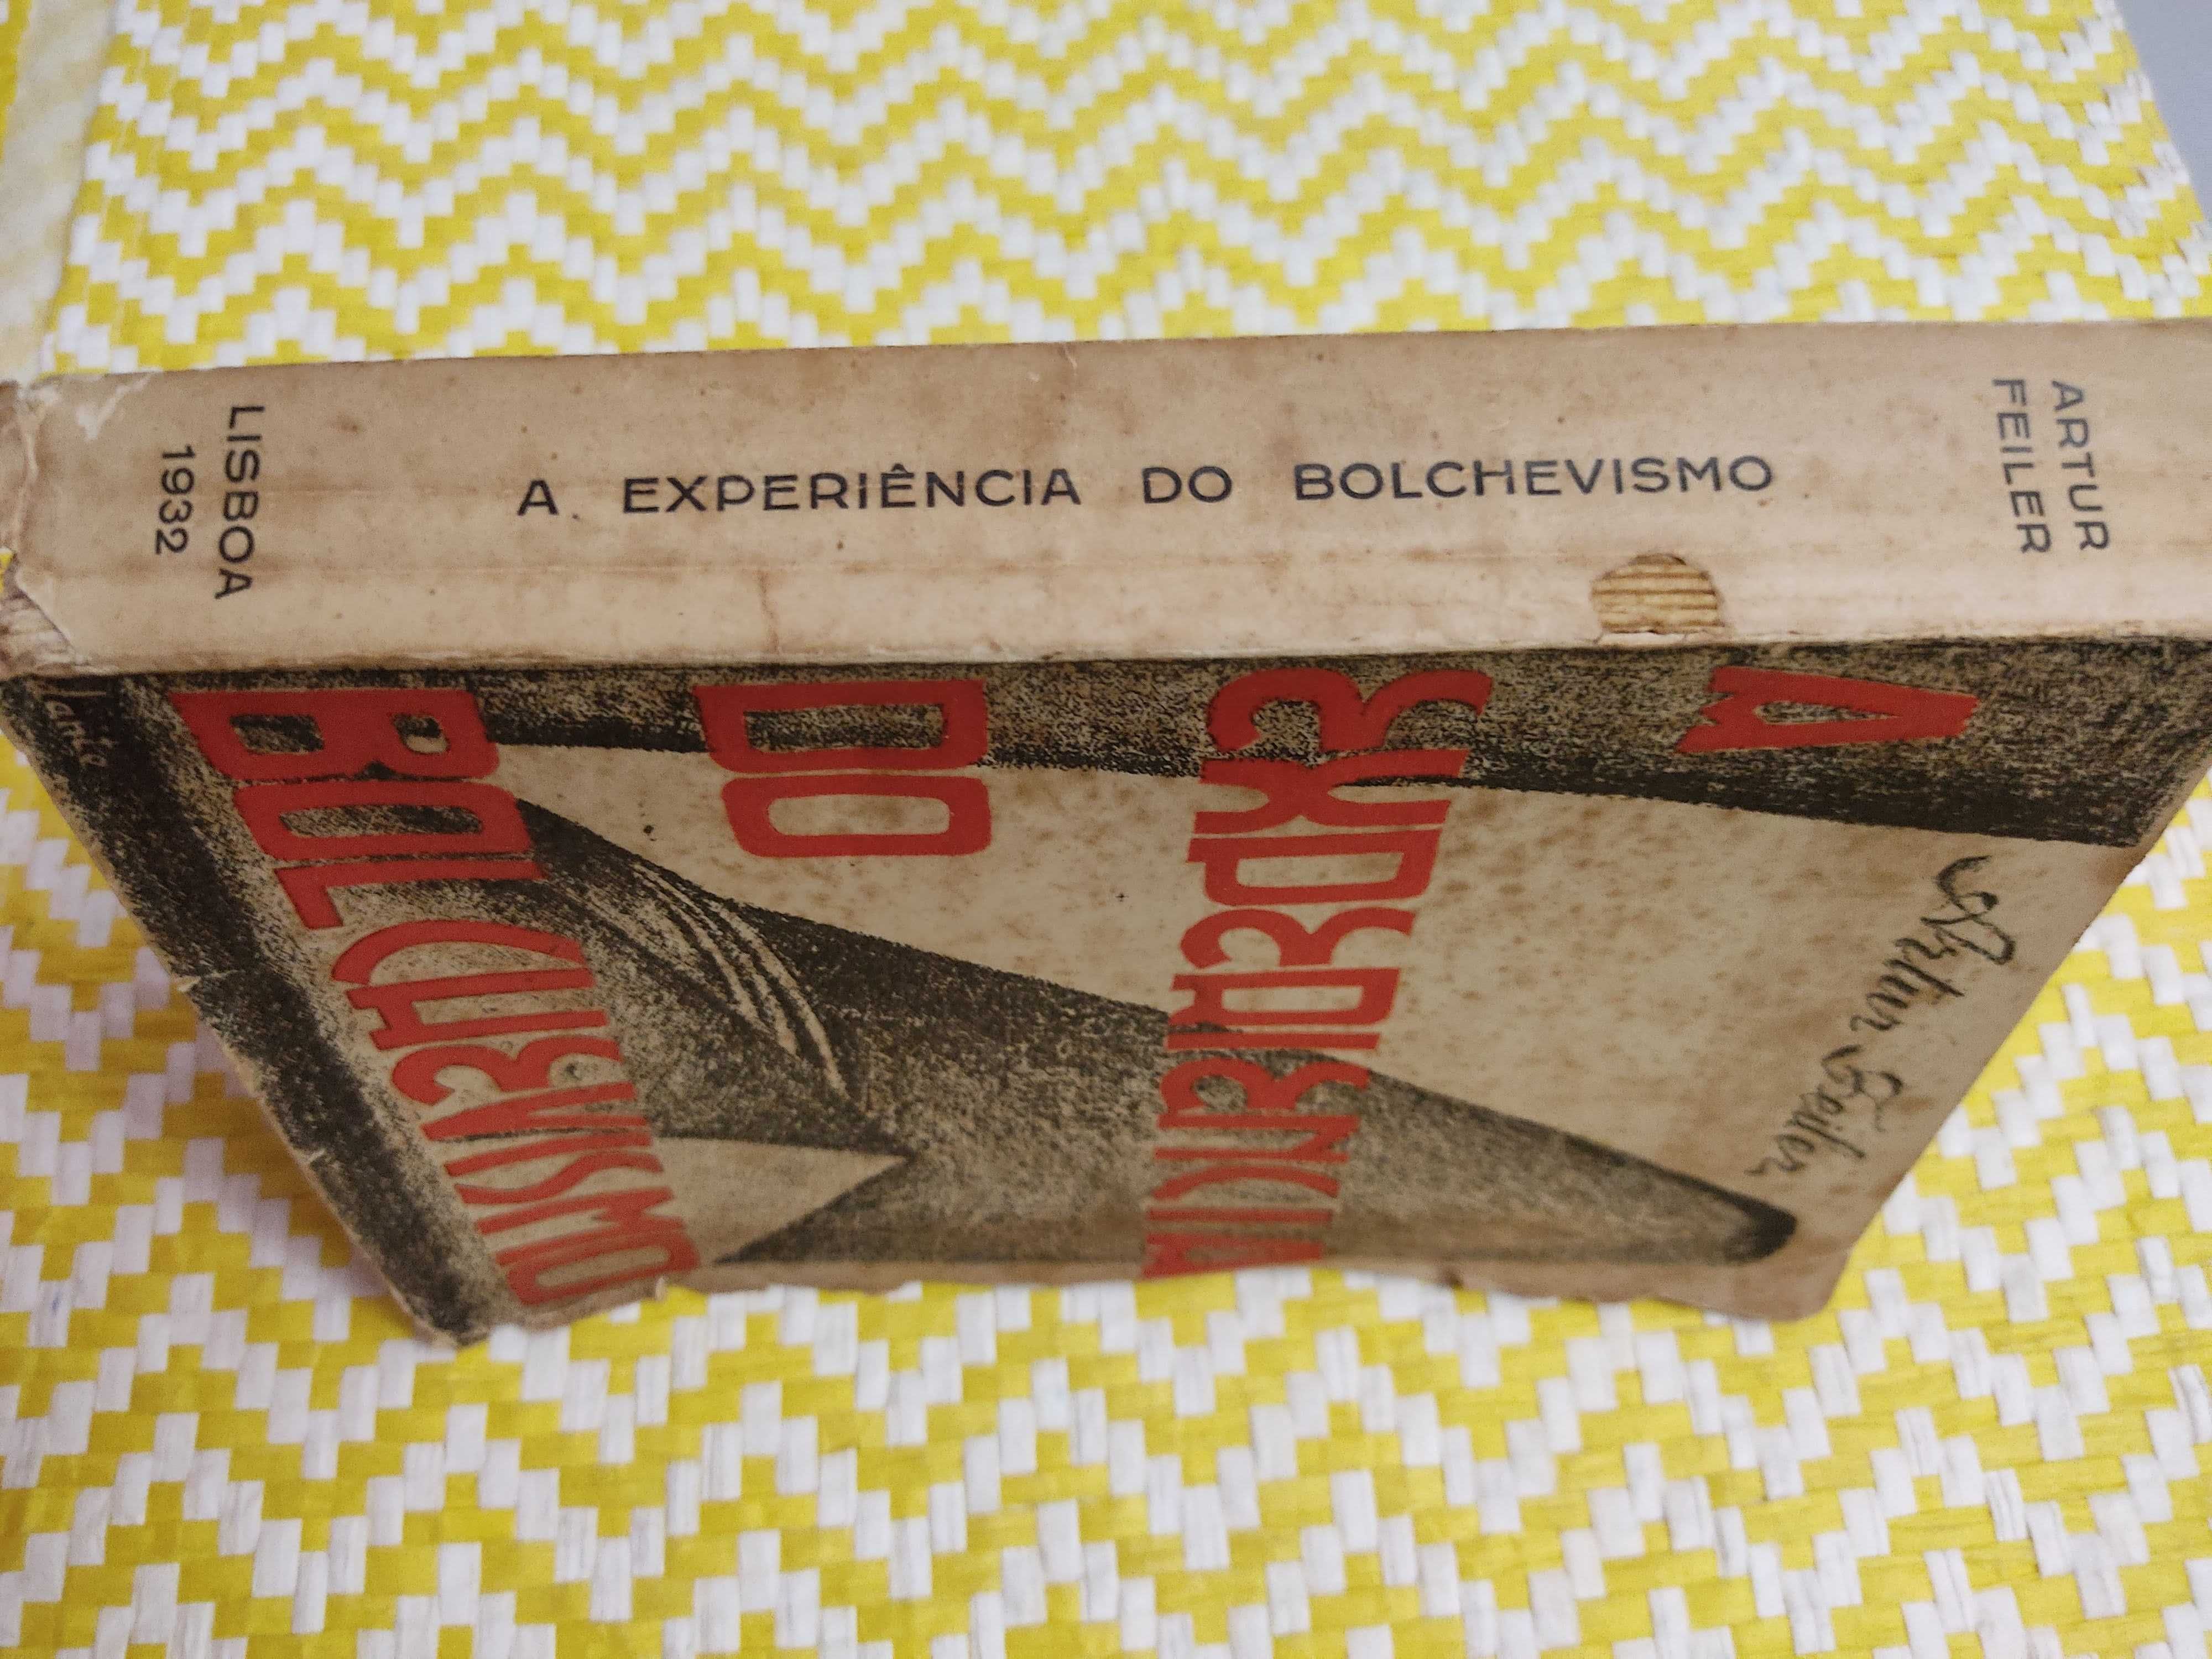 ARTUR
FEILER
A EXPERIÊNCIA DO BOLCHEVISMO
LISBOA
1932
Artur Feiler
A
EXPERIÊNCIA
DO
BOLCHEVISMO